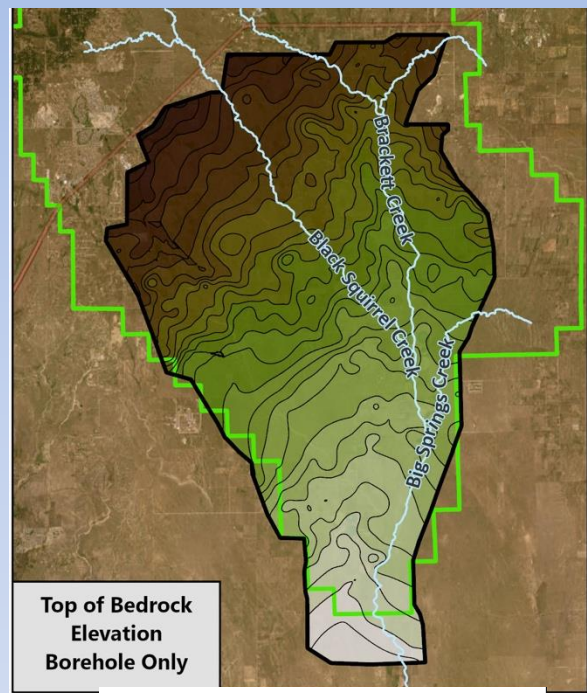 Brackett Creek
Black Squirrel Creek
Big Springs Creek
Top of Bedrock
Elevation
Borehole Only